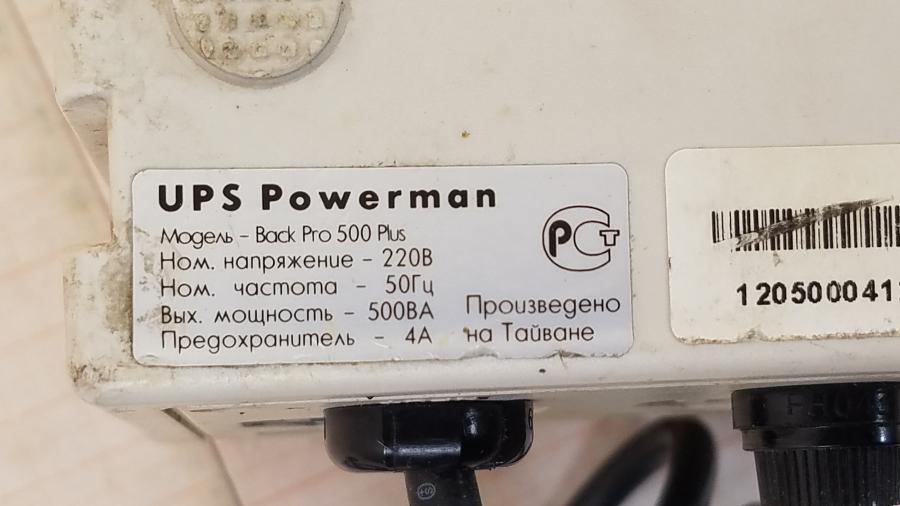 UPS Powerman
Модель – Back Pro 500 Plus
Ном. напряжение – 220В
Ном. частота – 50Гц
Вых. мощность – 500ВА
Предохранитель – 4А
РСТ
Произведено
на Тайване
120500041